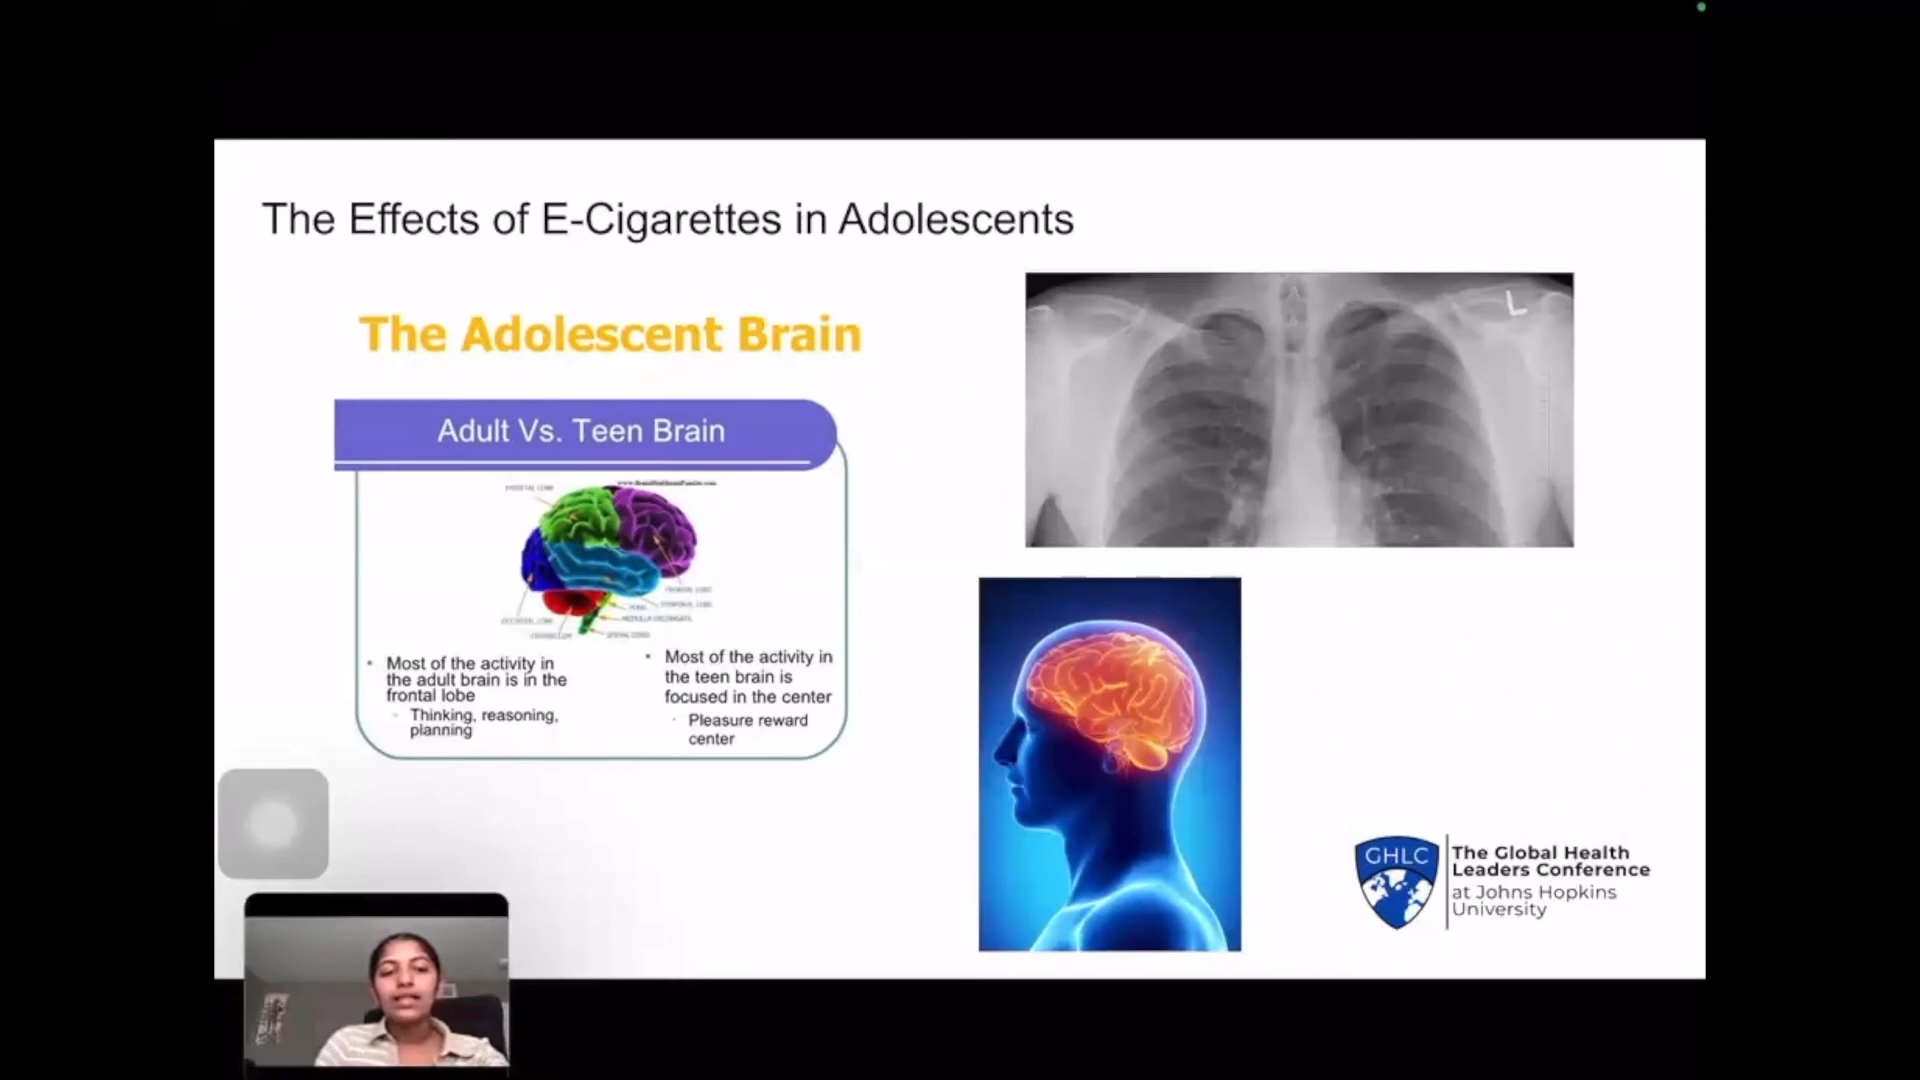 The Effects of E-Cigarettes in Adolescents
The Adolescent Brain
Adult Vs. Teen Brain
L
• Most of the activity in
the adult brain is in the
frontal lobe
Thinking, reasoning,
planning
• Most of the activity in
the teen brain is
focused in the center
Pleasure reward
center
GHLC
The Global Health
Leaders Conference
at Johns Hopkins
University